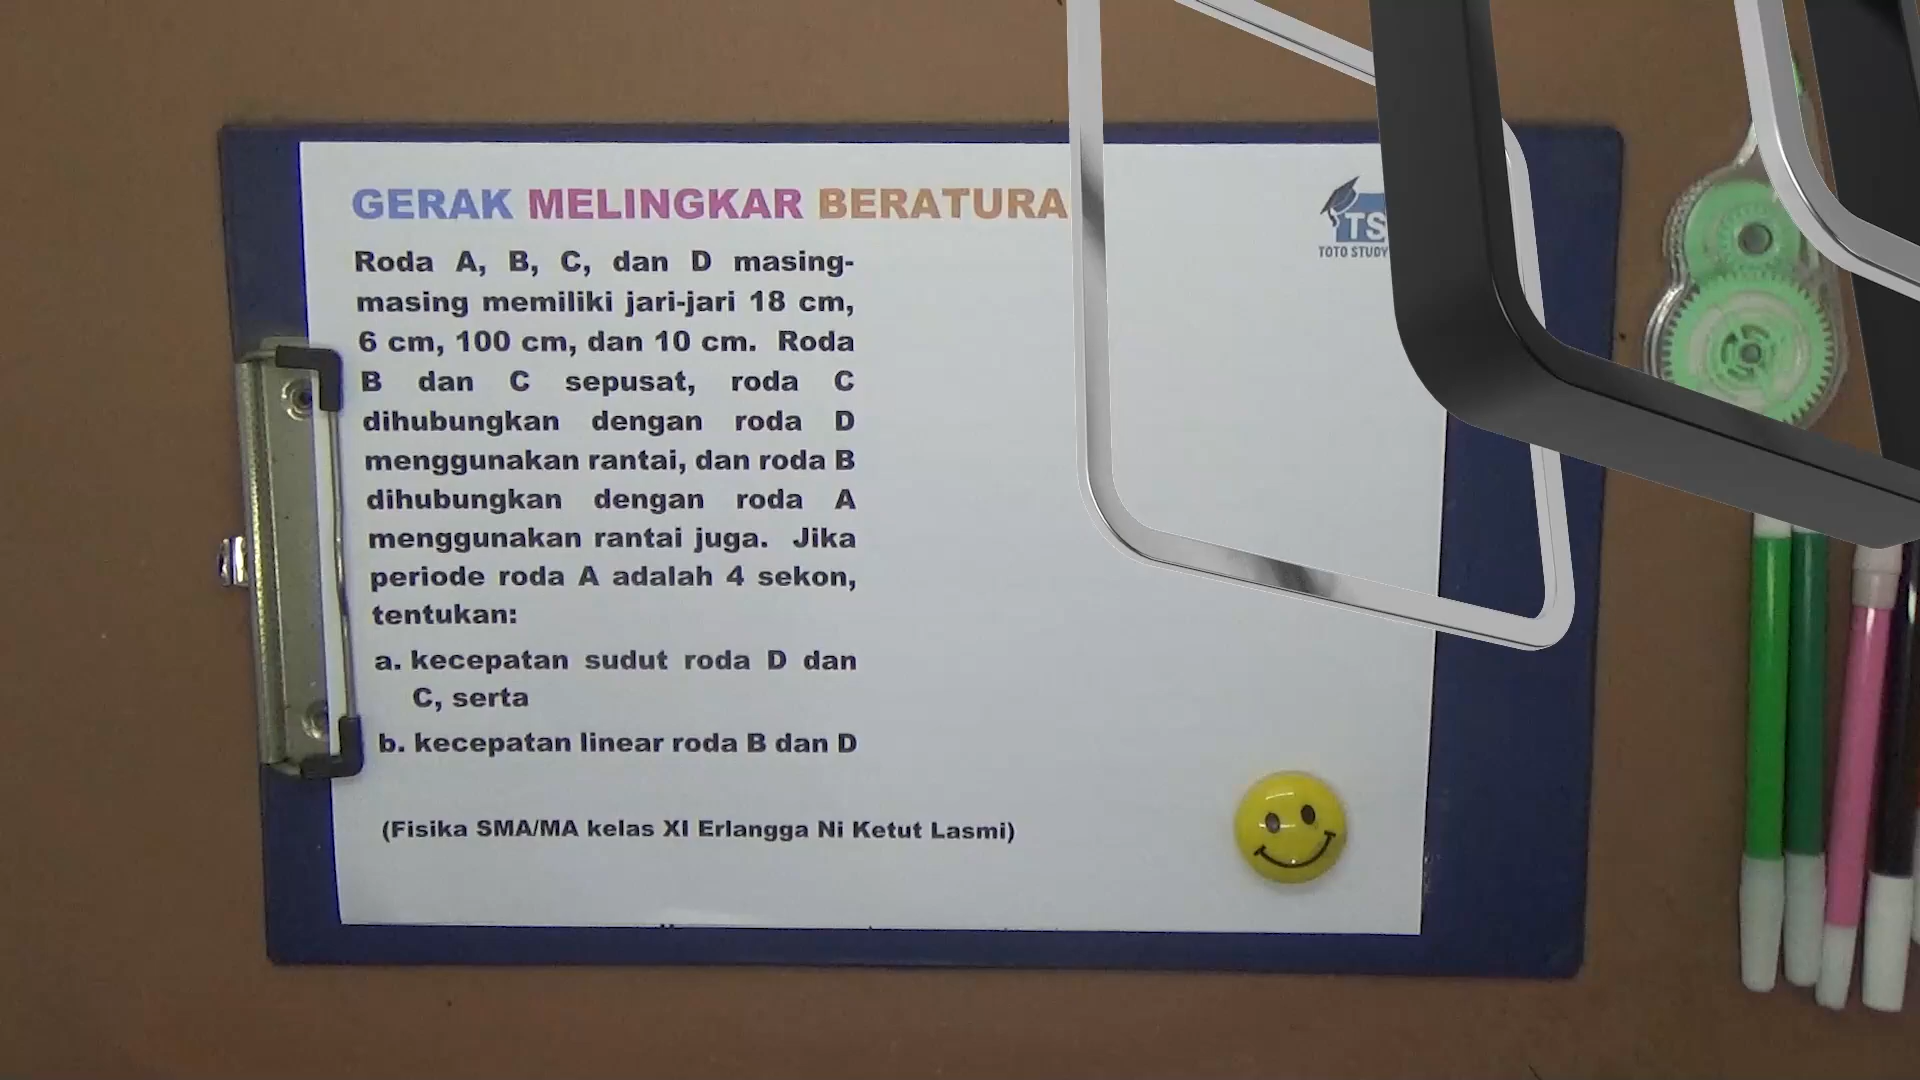 GERAK MELINGKAR BERATURA
TS
TOTO STUDY
Roda A, B, C, dan D masing-
masing memiliki jari-jari 18 cm,
6 cm, 100 cm, dan 10 cm. Roda
B dan C sepusat, roda C
dihubungkan dengan roda D
menggunakan rantai, dan roda B
dihubungkan dengan roda A
menggunakan rantai juga. Jika
periode roda A adalah 4 sekon,
tentukan:
a. kecepatan sudut roda D dan
C, serta
b. kecepatan linear roda B dan D
(Fisika SMA/MA kelas XI Erlangga Ni Ketut Lasmi)